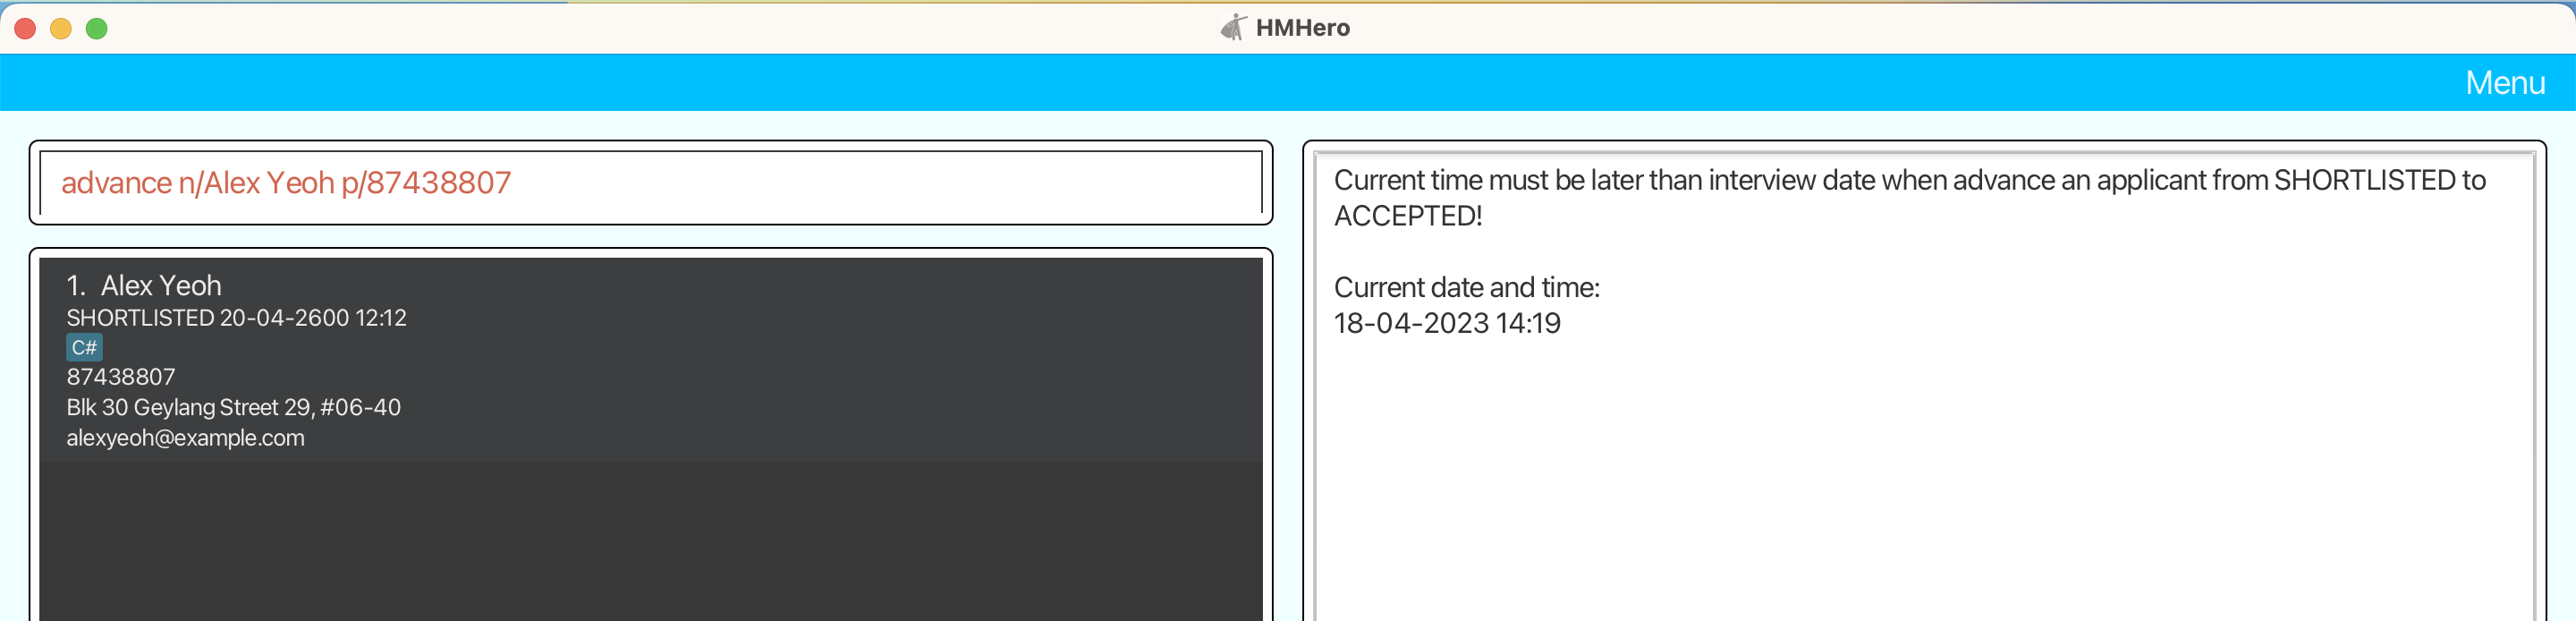 HMHero
Menu
advance n/Alex Yeoh p/87438807
1. Alex Yeoh
SHORTLISTED 20-04-2600 12:12
C#
87438807
Blk 30 Geylang Street 29, #06-40
alexyeoh@example.com
Current time must be later than interview date when advance an applicant from SHORTLISTED to
ACCEPTED!
Current date and time:
18-04-2023 14:19